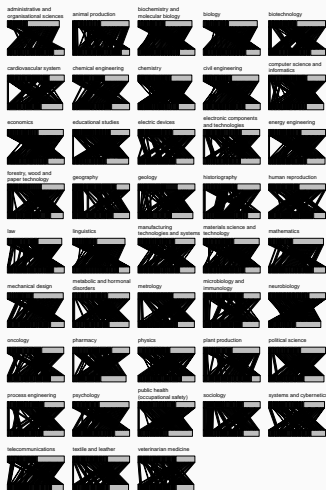 administrative and
organisational sciences
animal production
biochemistry and
molecular biology
biology
biotechnology
cardiovascular system
chemical engineering
chemistry
civil engineering
computer science and
informatics
economics
educational studies
electric devices
electronic components
and technologies
energy engineering
forestry, wood and
paper technology
geography
geology
historiography
human reproduction
law
linguistics
manufacturing
technologies and systems
materials science and
technology
mathematics
mechanical design
metabolic and hormonal
disorders
metrology
microbiology and
immunology
neurobiology
oncology
pharmacy
physics
plant production
political science
process engineering
psychology
public health
(occupational safety)
sociology
systems and cybernetics
telecommunications
textile and leather
veterinarian medicine